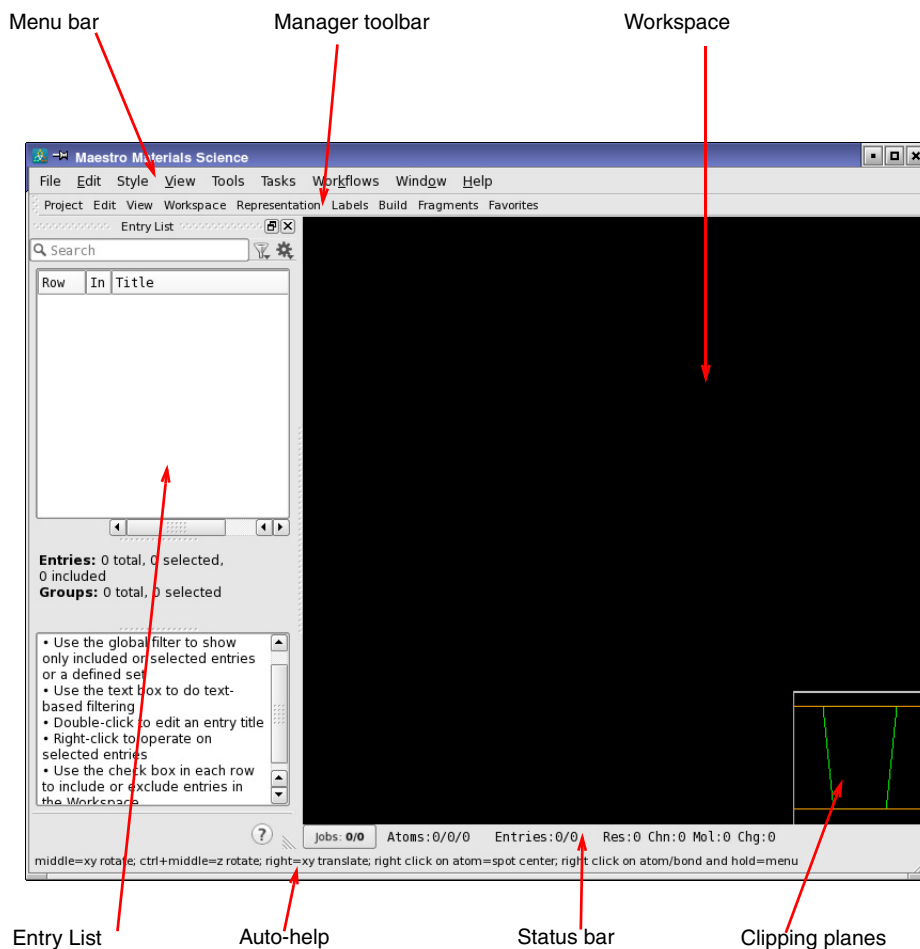 Menu bar
Manager toolbar
Workspace
Maestro Materials Science
File Edit Style View Tools Tasks Workflows Window Help
Project Edit View Workspace Representation Labels Build Fragments Favorites
Entry List
Search
Row In Title
Entries: 0 total, 0 selected,
0 included
Groups: 0 total, 0 selected
• Use the global filter to show
only included or selected entries
or a defined set
• Use the text box to do text-
based filtering
• Double-click to edit an entry title
• Right-click to operate on
selected entries
• Use the check box in each row
to include or exclude entries in
the Workspace
?
Jobs: 0/0 Atoms:0/0/0 Entries:0/0 Res:0 Chn:0 Mol:0 Chg:0
middle=xy rotate; ctrl+middle=z rotate; right=xy translate; right click on atom=spot center; right click on atom/bond and hold=menu
Entry List
Auto-help
Status bar
Clipping planes